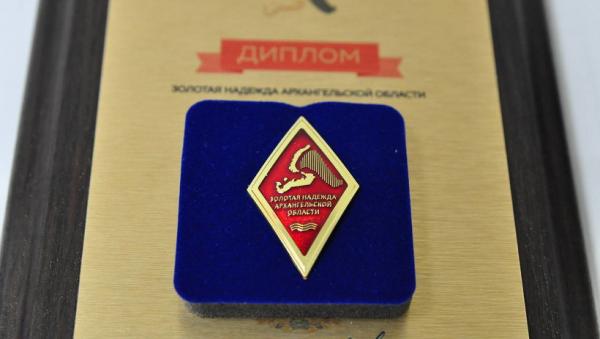 ДИПЛОМ
ЗОЛОТАЯ НАДЕЖДА АРХАНГЕЛЬСКОЙ ОБЛАСТИ
ЗОЛОТАЯ НАДЕЖДА
АРХАНГЕЛЬСКОЙ
ОБЛАСТИ